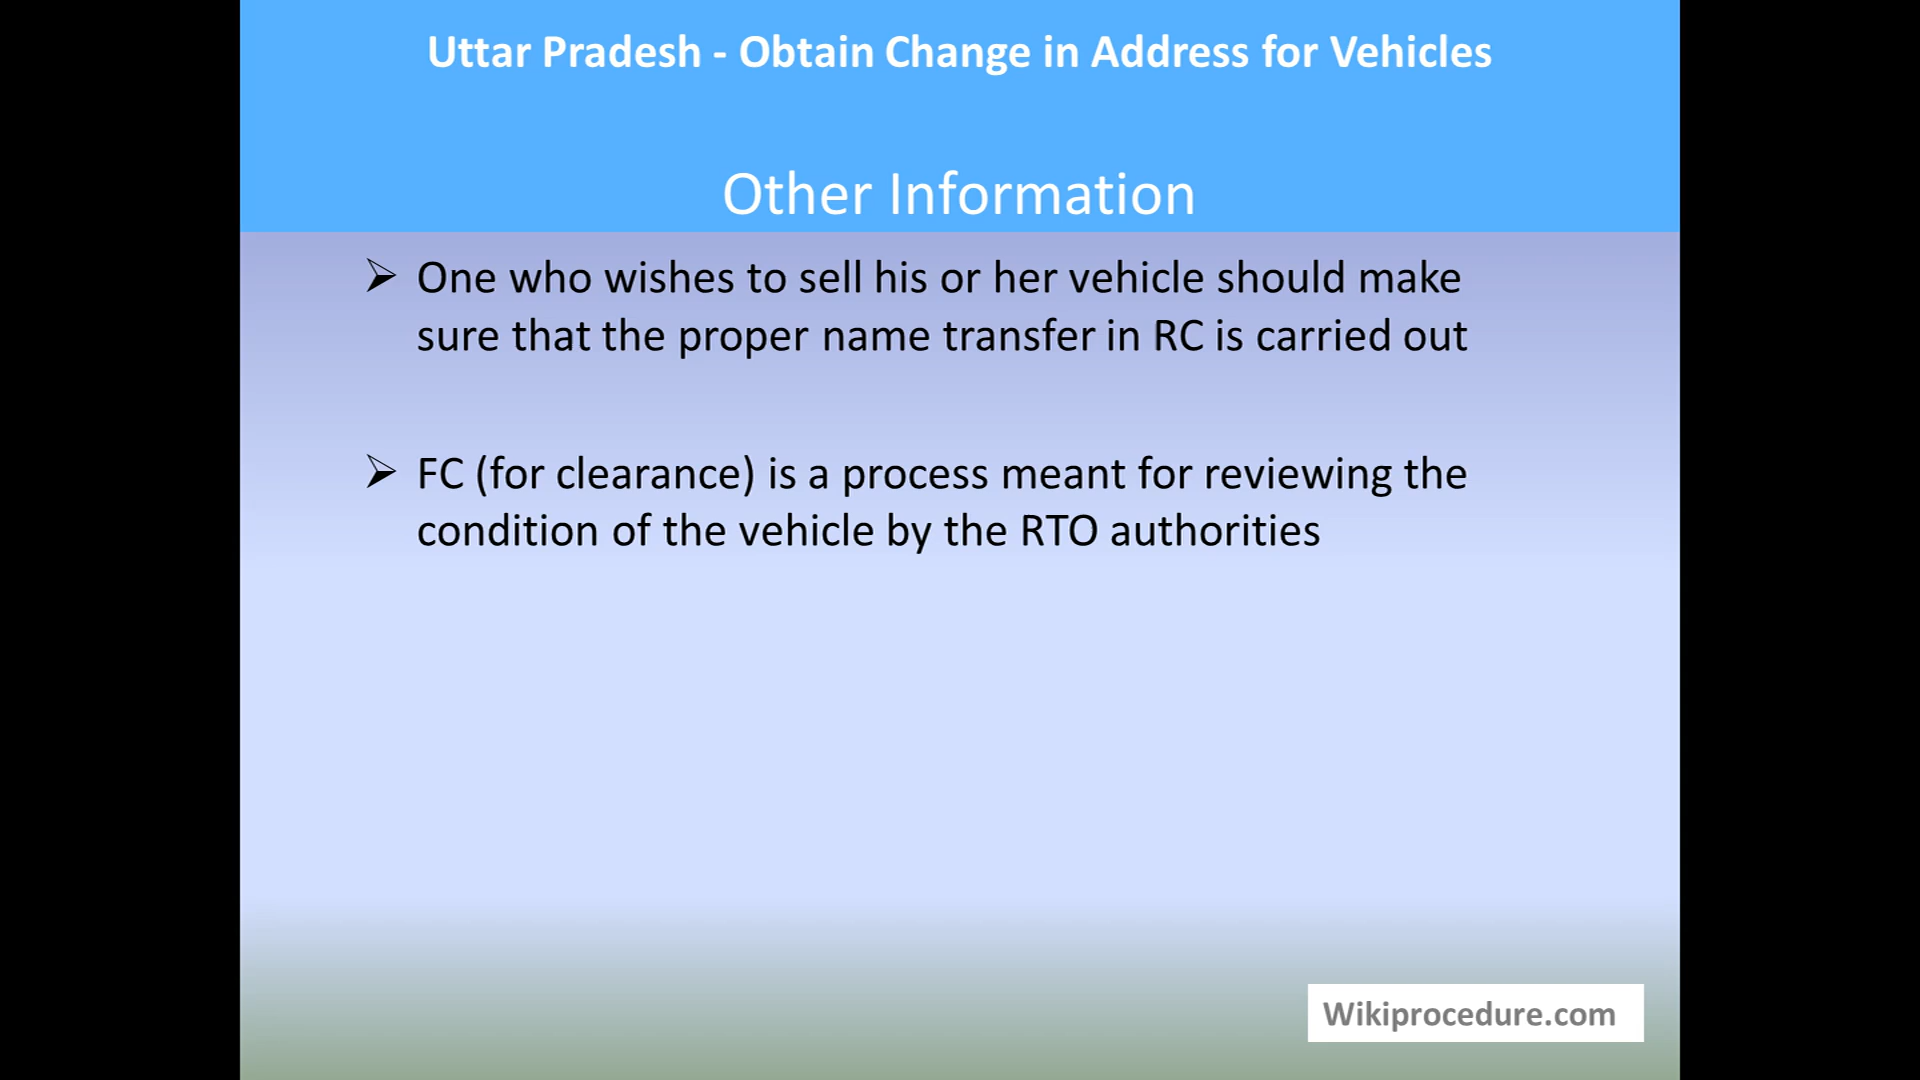 Uttar Pradesh - Obtain Change in Address for Vehicles
Other Information
➢ One who wishes to sell his or her vehicle should make
sure that the proper name transfer in RC is carried out
➢ FC (for clearance) is a process meant for reviewing the
condition of the vehicle by the RTO authorities
Wikiprocedure.com